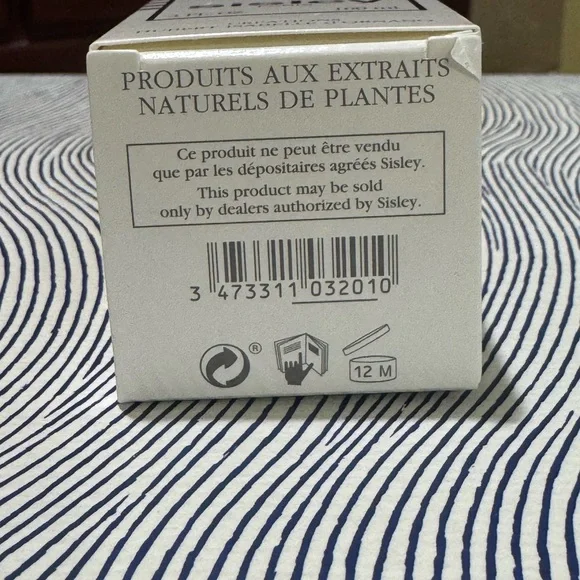 PRODUITS AUX EXTRAITS
NATURELS DE PLANTES
Ce produit ne peut être vendu
que par les dépositaires agréés Sisley.
This product may be sold
only by dealers authorized by Sisley.
3 473311 032010
®
12 M